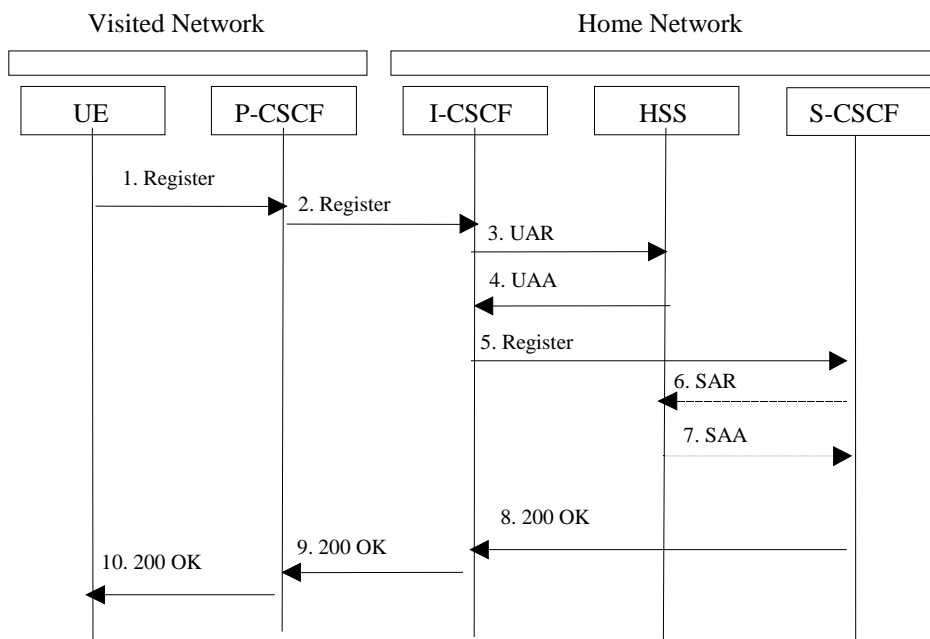 Visited Network
Home Network
UE
P-CSCF
I-CSCF
HSS
S-CSCF
1. Register
2. Register
3. UAR
4. UAA
5. Register
6. SAR
7. SAA
8. 200 OK
9. 200 OK
10. 200 OK